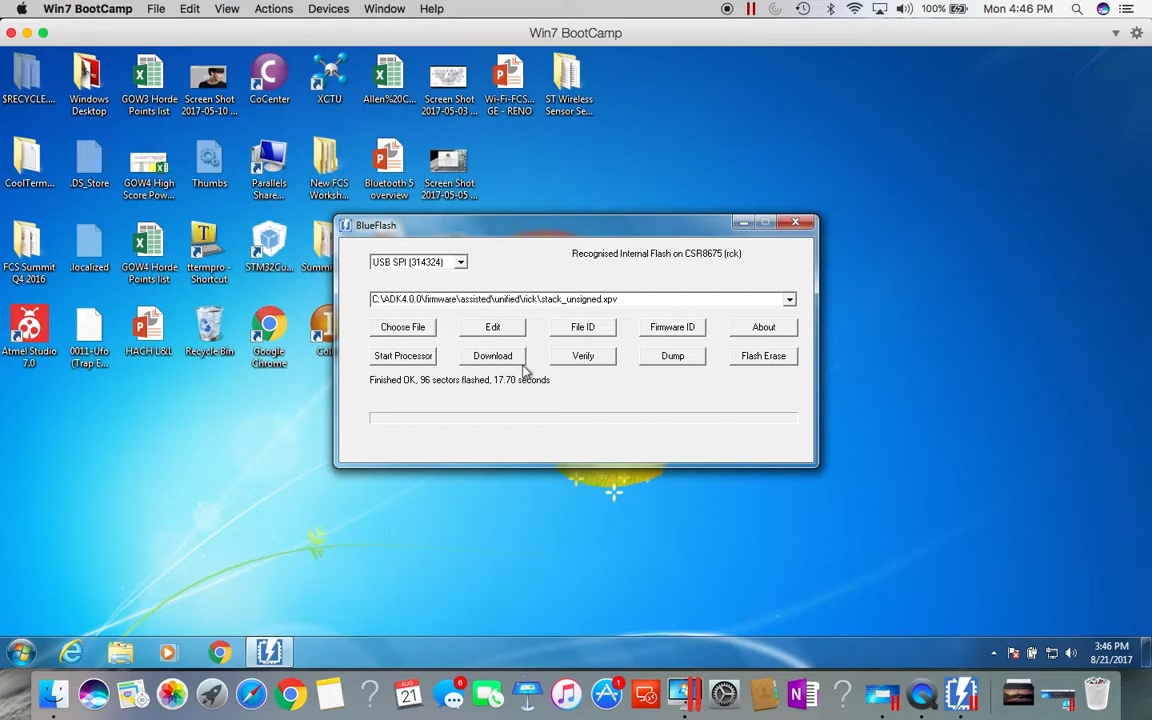 Win7 BootCamp File Edit View Actions Devices Window Help 100% Mon 4:46 PM
Win7 BootCamp
$RECYCLE.... Windows Desktop GOW3 Horde Points list Screen Shot 2017-05-10 ... CoCenter XCTU Allen%20C... Screen Shot 2017-05-03 ... Wi-Fi-FCS... GE - RENO ST Wireless Sensor Se...
CoolTerm... .DS_Store GOW4 High Score Pow... Thumbs Parallels Share... New FCS Worksh... Bluetooth 5 overview Screen Shot 2017-05-05 ...
BlueFlash
USB SPI (314324)
Recognised Internal Flash on CSR8675 (rck)
C:\ADK4.0.0\firmware\assisted\unified\rick\stack_unsigned.xpv
Choose File Edit File ID Firmware ID About
Start Processor Download Verify Dump Flash Erase
Finished OK, 96 sectors flashed, 17.70 seconds
FCS Summit Q4 2016 .localized GOW4 Horde Points list ttermpro - Shortcut STM32Cu...
Atmel Studio 7.0 0011-Ufo (Trap E... HACH L&L Recycle Bin Google Chrome
3:46 PM
8/21/2017
AUG
21
6
1